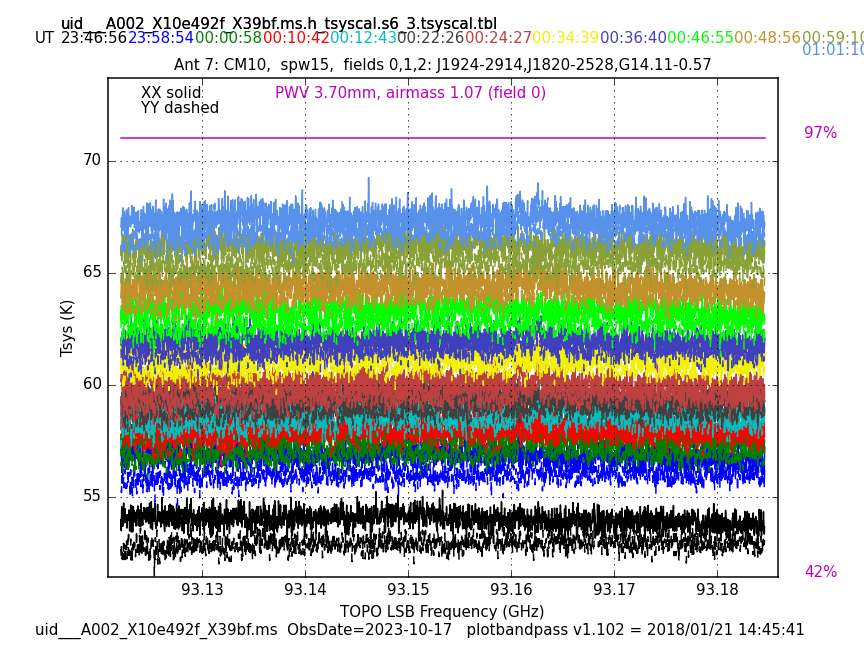 uid___A002_X10e492f_X39bf.ms.h_tsyscal.s6_3.tsyscal.tbl
UT 23:46:56 23:58:54 00:00:58 00:10:42 00:12:43 00:22:26 00:24:27 00:34:39 00:36:40 00:46:55 00:48:56 00:59:10
01:01:10
Ant 7: CM10,  spw15,  fields 0,1,2: J1924-2914,J1820-2528,G14.11-0.57
XX solid
PWV 3.70mm, airmass 1.07 (field 0)
YY dashed
97%
70
65
60
55
42%
Tsys (K)
93.13 93.14 93.15 93.16 93.17 93.18
TOPO LSB Frequency (GHz)
uid___A002_X10e492f_X39bf.ms  ObsDate=2023-10-17   plotbandpass v1.102 = 2018/01/21 14:45:41